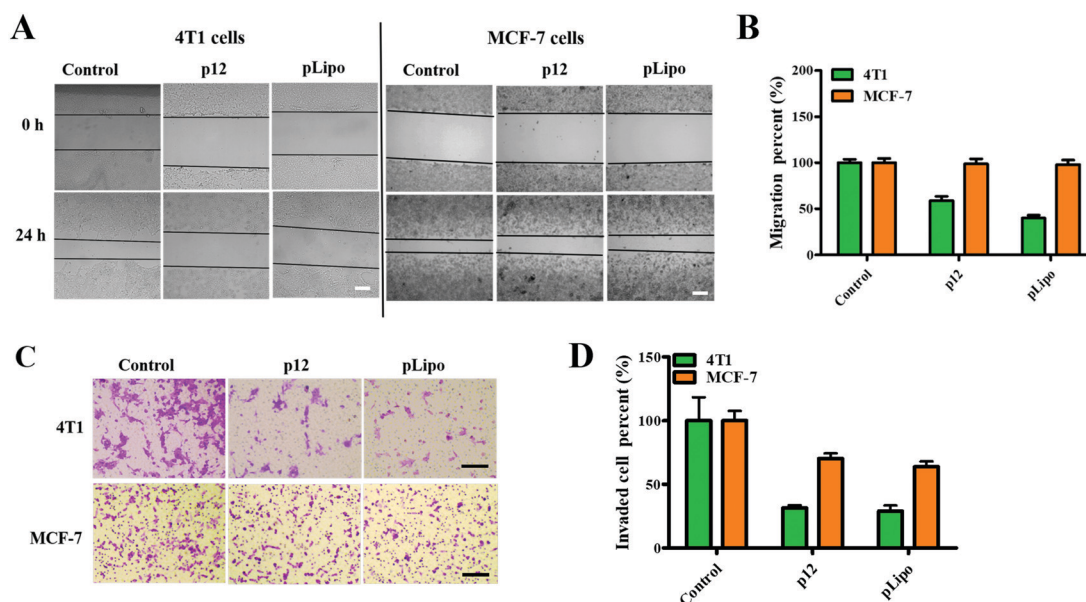 A
4T1 cells
MCF-7 cells
Control
p12
pLipo
Control
p12
pLipo
0 h
24 h
B
Migration percent (%)
200
150
100
50
0
4T1
MCF-7
Control
p12
pLipo
C
Control
p12
pLipo
4T1
MCF-7
D
Invaded cell percent (%)
150
100
50
0
4T1
MCF-7
Control
p12
pLipo